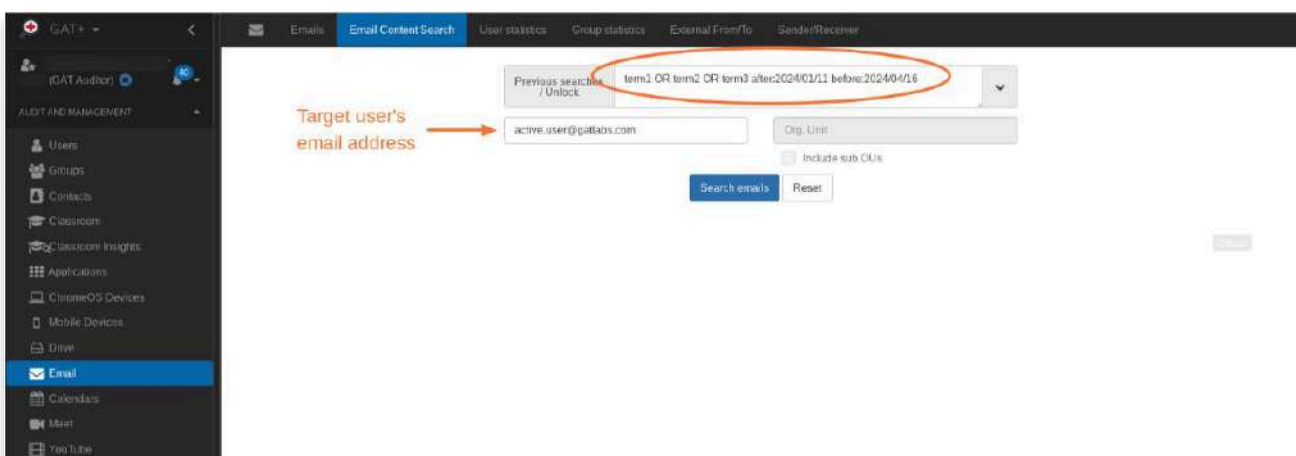 GAT+
(GAT Auditor)
40
AUDIT AND MANAGEMENT
Users
Groups
Contacts
Classroom
Classroom Insights
Applications
ChromeOS Devices
Mobile Devices
Drive
Email
Calendars
Meet
YouTube
Emails Email Content Search User statistics Group statistics External From/To Sender/Receiver
Previous searches
/ Unlock
term1 OR term2 OR term3 after:2024/01/11 before:2024/04/16
Target user's
email address
active.user@gatlabs.com
Org. Unit
Include sub OUs
Search emails Reset